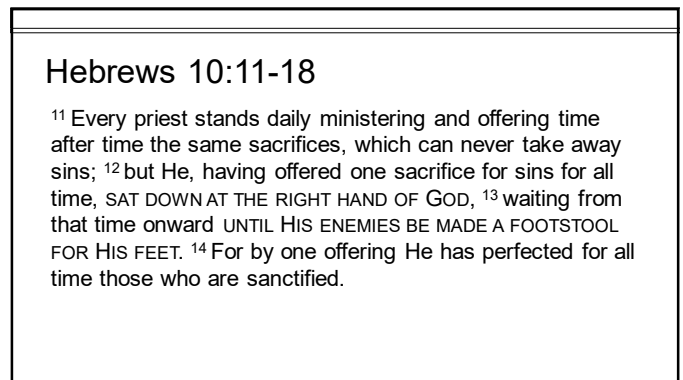 Hebrews 10:11-18
¹¹ Every priest stands daily ministering and offering time
after time the same sacrifices, which can never take away
sins; ¹² but He, having offered one sacrifice for sins for all
time, SAT DOWN AT THE RIGHT HAND OF GOD, ¹³ waiting from
that time onward UNTIL HIS ENEMIES BE MADE A FOOTSTOOL
FOR HIS FEET. ¹⁴ For by one offering He has perfected for all
time those who are sanctified.